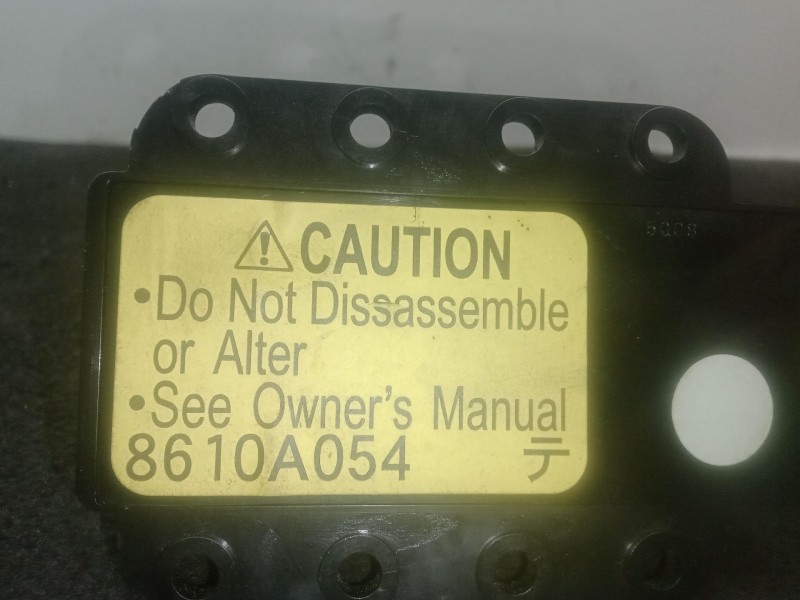 CAUTION
•Do Not Dissassemble
or Alter
•See Owner's Manual
8610A054 テ